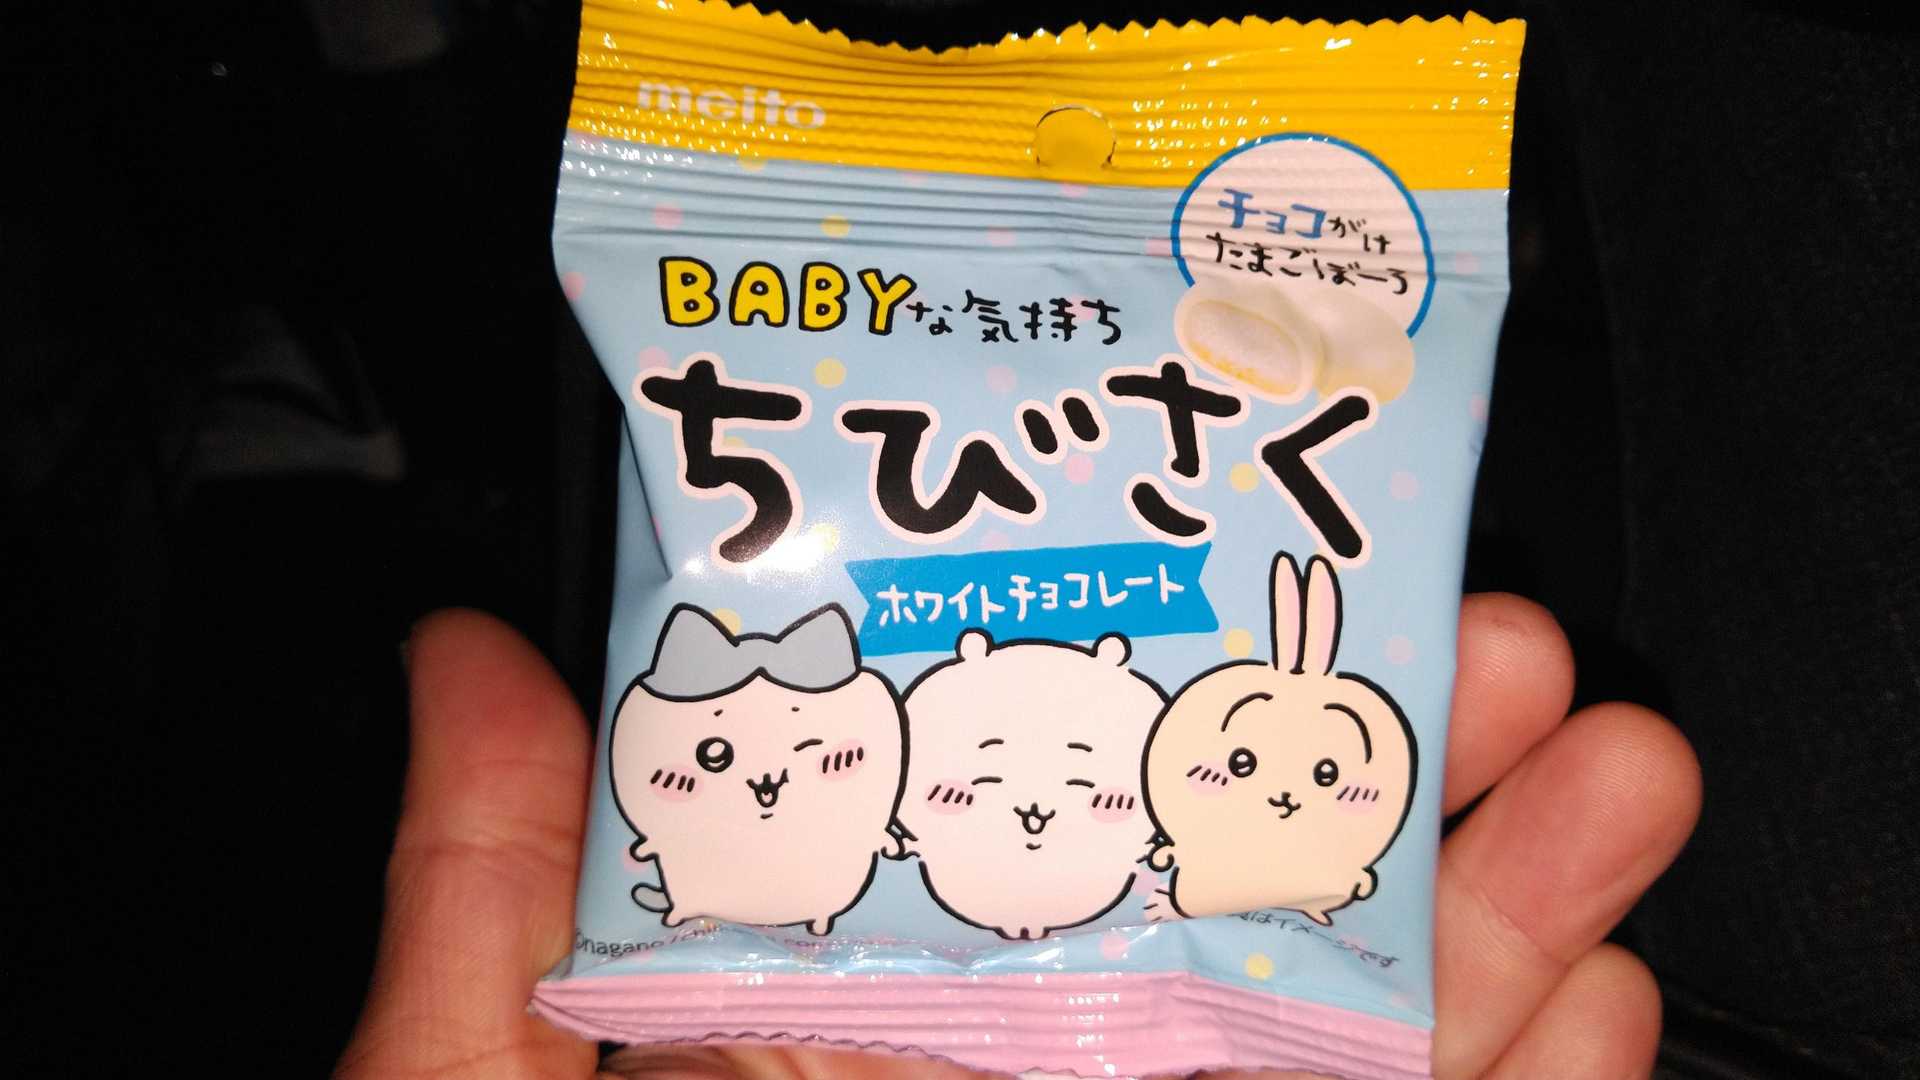 meito
チョコがけ
たまごぼーろ
BABYな気持ち
ちびさく
ホワイトチョコレート
©nagano /
はイメージです